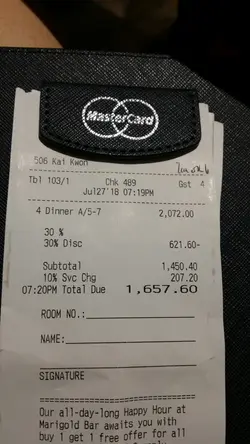 MasterCard
506 Kai Kwon
Tbl 103/1 Chk 489 Gst 4
Jul27'18 07:19PM
4 Dinner A/5-7 2,072.00
30 %
30% Disc 621.60-
Subtotal 1,450.40
10% Svc Chg 207.20
07:20PM Total Due 1,657.60
ROOM NO.:
NAME:
SIGNATURE
Our all-day-long Happy Hour at
Marigold Bar awaits you with
buy 1 get 1 free offer for all